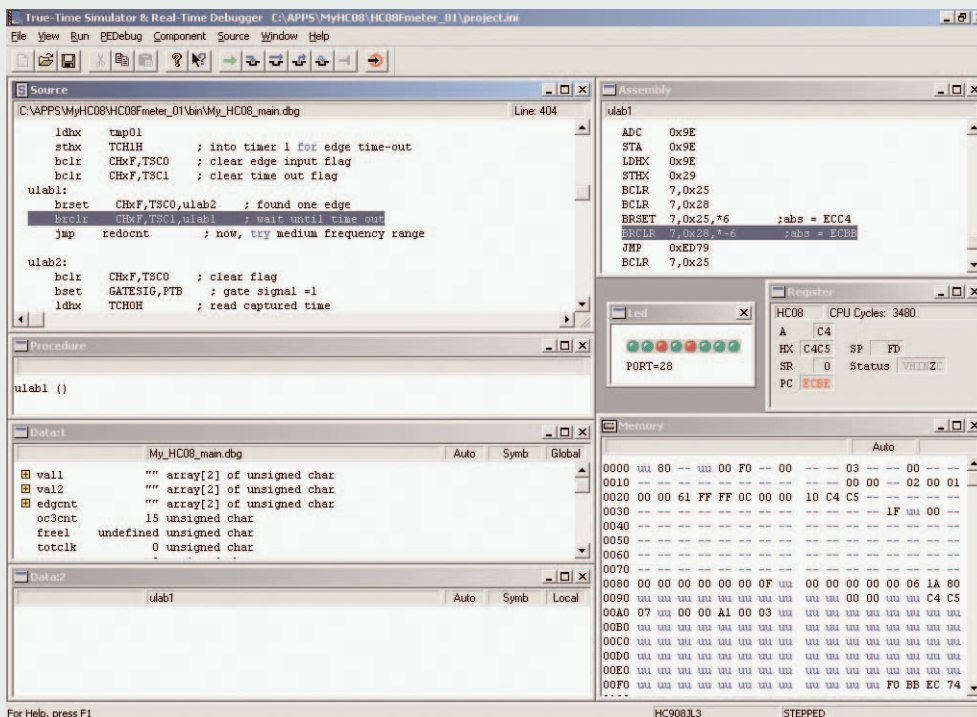 True-Time Simulator & Real-Time Debugger C:\APPS\MyHC08\HC08Fmeter_01\project.ini
File View Run PEDebug Component Source Window Help
Source
C:\APPS\MyHC08\HC08Fmeter_01\bin\My_HC08_main.dbg Line: 404
ldhx tmp01
sthx TCH1H ; into timer 1 for edge time-out
bclr CHxF,TSC0 ; clear edge input flag
bclr CHxF,TSC1 ; clear time out flag
ulab1:
brset CHxF,TSC0,ulab2 ; found one edge
brclr CHxF,TSC1,ulab1 ; wait until time out
jmp redocnt ; now, try medium frequency range
ulab2:
bclr CHxF,TSC0 ; clear flag
bset GATESIG,PTB ; gate signal =1
ldhx TCH0H ; read captured time
Assembly
ulab1
ADC 0x9E
STA 0x9E
LDHX 0x9E
STHX 0x29
BCLR 7,0x25
BCLR 7,0x28
BRSET 7,0x25,*6 ;abs = ECC4
BRCLR 7,0x28,*-6 ;abs = ECBB
JMP 0xED79
BCLR 7,0x25
Led
PORT=28
Register
HC08 CPU Cycles: 3480
A C4
HX C4C5 SP FD
SR 0 Status VHINZC
PC ECBE
Procedure
ulab1 ()
Data:1
My_HC08_main.dbg Auto Symb Global
val1 "" array[2] of unsigned char
val2 "" array[2] of unsigned char
edgcnt "" array[2] of unsigned char
oc3cnt 15 unsigned char
freel undefined unsigned char
totclk 0 unsigned char
Data:2
ulab1 Auto Symb Local
Memory
Auto
0000 uu 80 -- uu 00 F0 -- 00 -- -- 03 -- -- 00 -- --
0010 -- -- -- -- -- -- -- -- -- -- 00 00 -- 02 00 01
0020 00 00 61 FF FF 0C 00 00 10 C4 C5 -- -- -- -- --
0030 -- -- -- -- -- -- -- -- -- -- -- -- 1F uu 00 --
0040 -- -- -- -- -- -- -- -- -- -- -- -- -- -- -- --
0050 -- -- -- -- -- -- -- -- -- -- -- -- -- -- -- --
0060 -- -- -- -- -- -- -- -- -- -- -- -- -- -- -- --
0070 -- -- -- -- -- -- -- -- -- -- -- -- -- -- -- --
0080 00 00 00 00 00 00 0F uu 00 00 00 00 00 06 1A 80
0090 uu uu uu uu uu uu uu uu uu uu 00 00 uu uu C4 C5
00A0 07 uu 00 00 A1 00 03 uu uu uu uu uu uu uu uu uu
00B0 uu uu uu uu uu uu uu uu uu uu uu uu uu uu uu uu
00C0 uu uu uu uu uu uu uu uu uu uu uu uu uu uu uu uu
00D0 uu uu uu uu uu uu uu uu uu uu uu uu uu uu uu uu
00E0 uu uu uu uu uu uu uu uu uu uu uu uu uu uu uu uu
00F0 uu uu uu uu uu uu uu uu uu uu uu uu F0 BB EC 74
For Help, press F1 HC908JL3 STEPPED